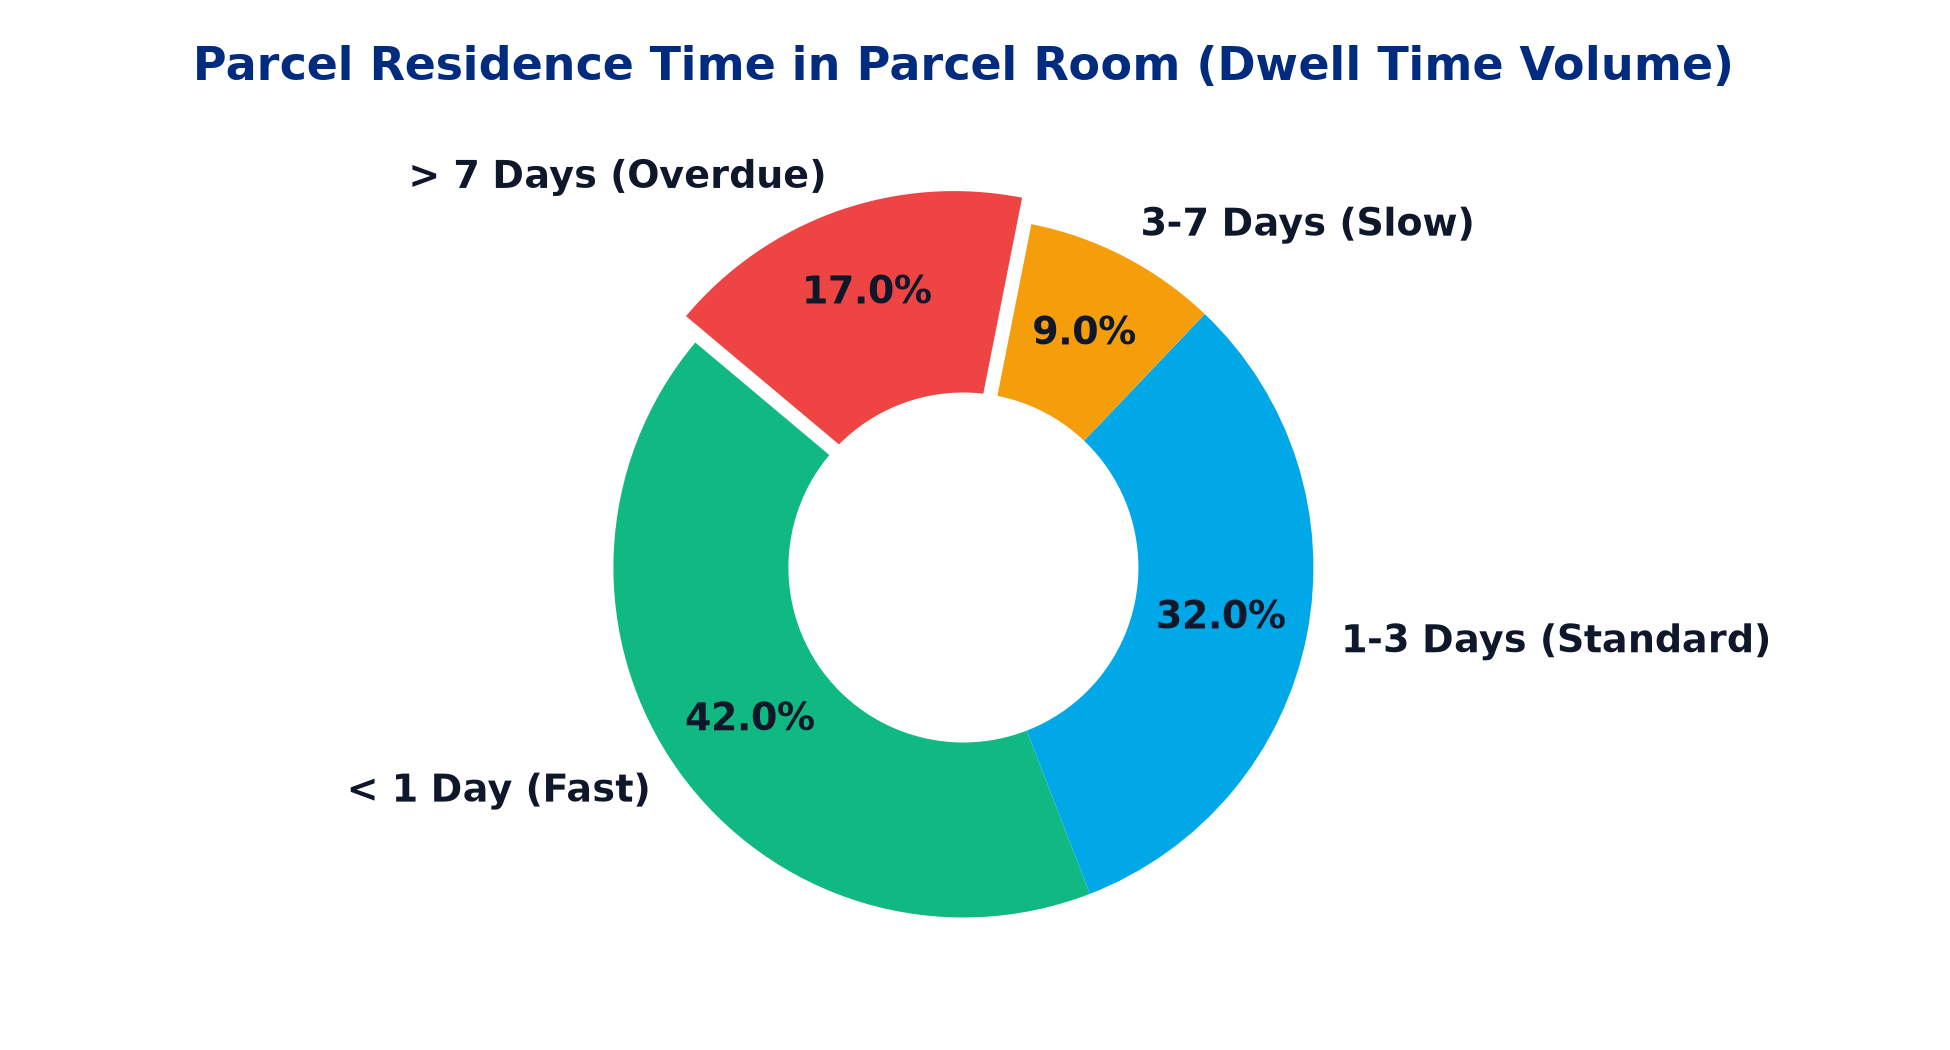 Parcel Residence Time in Parcel Room (Dwell Time Volume)
> 7 Days (Overdue)
3-7 Days (Slow)
17.0%
9.0%
32.0%
1-3 Days (Standard)
42.0%
< 1 Day (Fast)